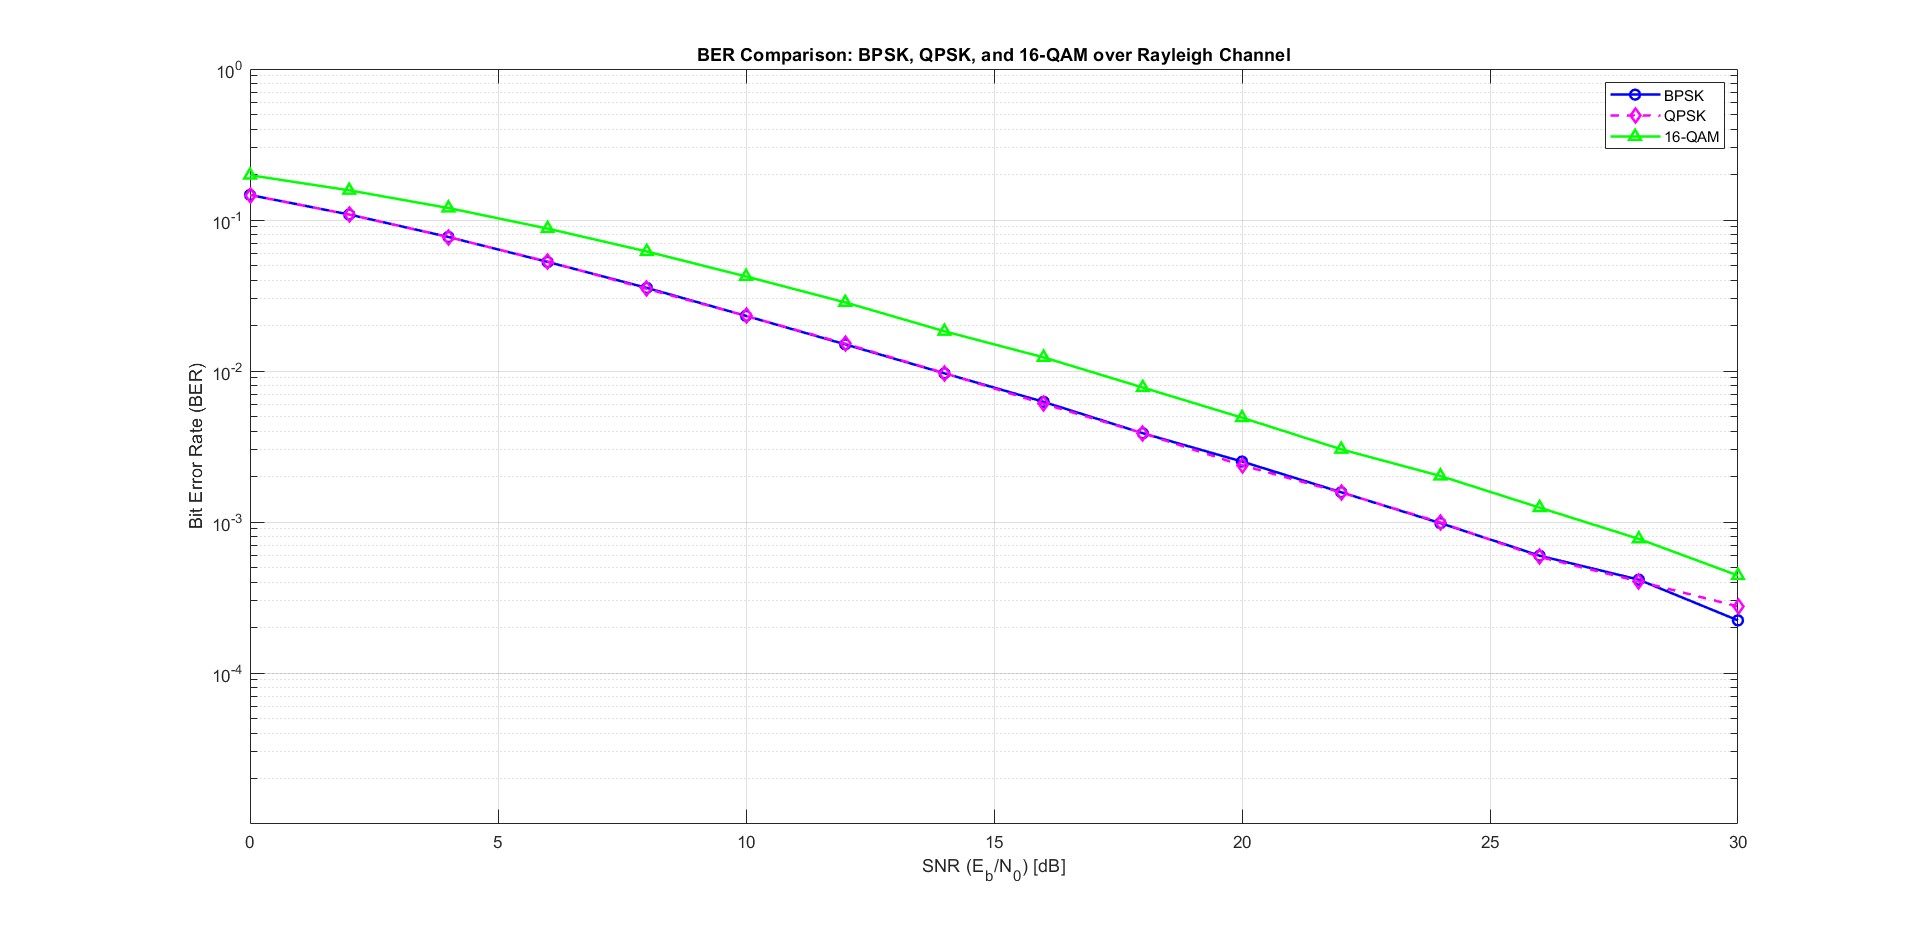 BER Comparison: BPSK, QPSK, and 16-QAM over Rayleigh Channel
BPSK
QPSK
16-QAM
Bit Error Rate (BER)
10^0
10^-1
10^-2
10^-3
10^-4
0 5 10 15 20 25 30
SNR (E_b/N_0) [dB]